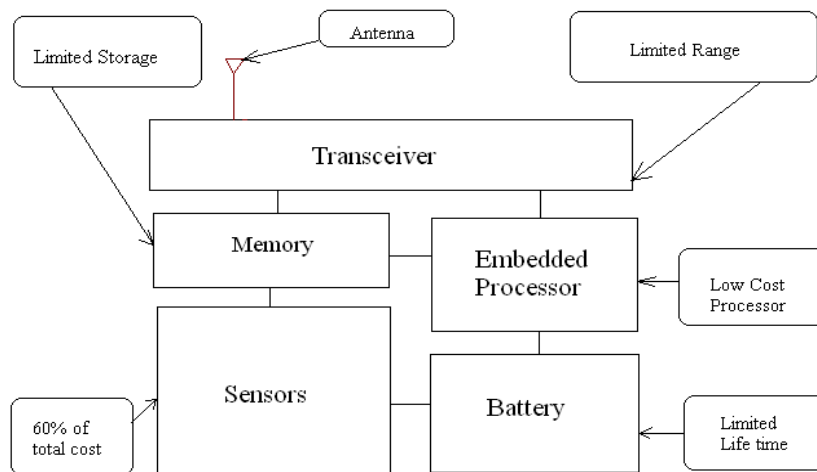 Antenna
Limited Storage
Limited Range
Transceiver
Memory
Embedded
Processor
Low Cost
Processor
Sensors
Battery
60% of
total cost
Limited
Life time